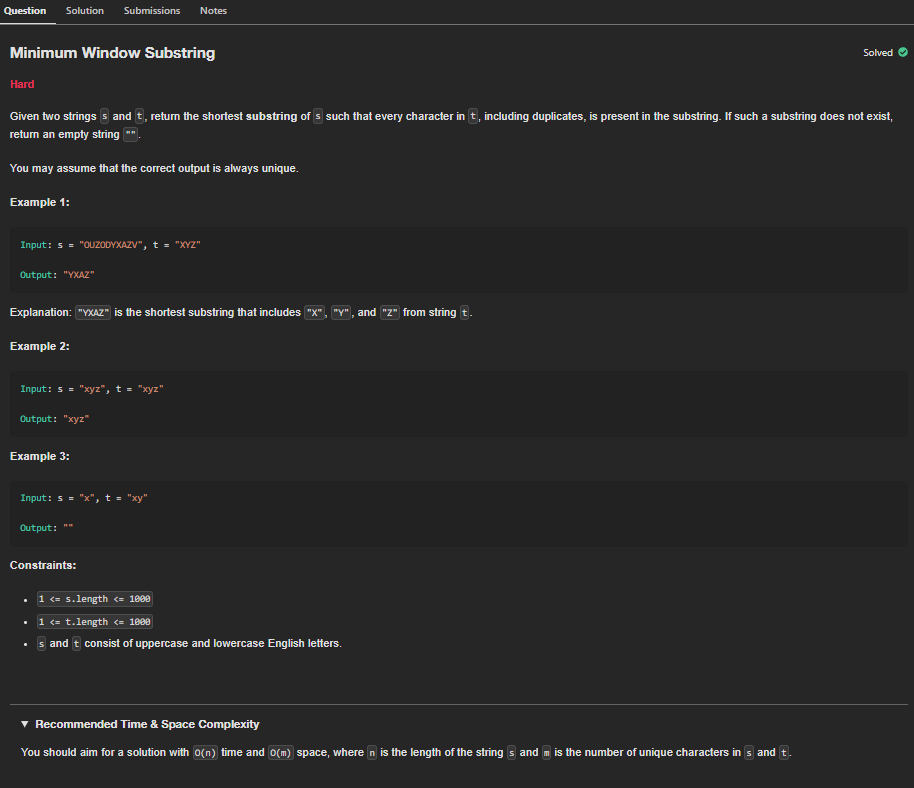 Question Solution Submissions Notes
Minimum Window Substring Solved
Hard
Given two strings s and t, return the shortest substring of s such that every character in t, including duplicates, is present in the substring. If such a substring does not exist,
return an empty string "".
You may assume that the correct output is always unique.
Example 1:
Input: s = "OUZODYXAZV", t = "XYZ"
Output: "YXAZ"
Explanation: "YXAZ" is the shortest substring that includes "X", "Y", and "Z" from string t.
Example 2:
Input: s = "xyz", t = "xyz"
Output: "xyz"
Example 3:
Input: s = "x", t = "xy"
Output: ""
Constraints:
• 1 <= s.length <= 1000
• 1 <= t.length <= 1000
• s and t consist of uppercase and lowercase English letters.
▼ Recommended Time & Space Complexity
You should aim for a solution with O(n) time and O(m) space, where n is the length of the string s and m is the number of unique characters in s and t.